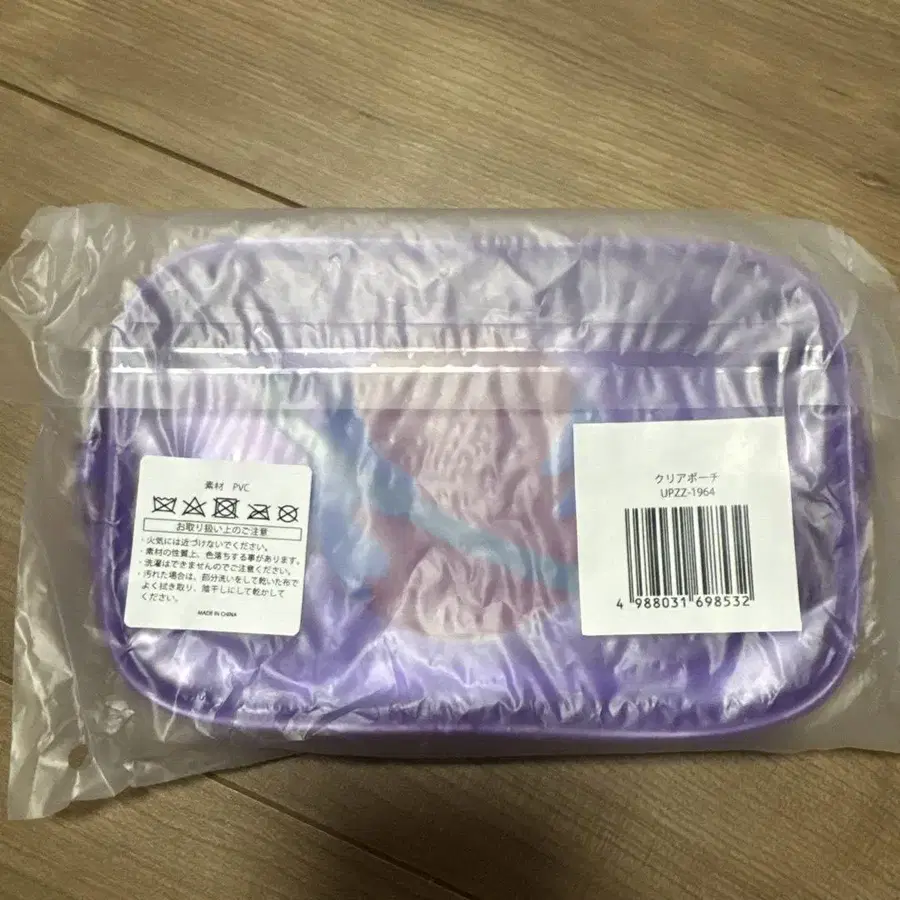 素材 PVC
お取り扱い上のご注意
・火気には近づけないでください。
・素材の性質上、色落ちする事があります。
・洗濯はできませんのでご注意ください。
・汚れた場合は、部分洗いをして乾いた布で
よく拭き取り、陰干しにして乾かして
ください。
MADE IN CHINA
クリアポーチ
UPZZ-1964
4 988031 698532